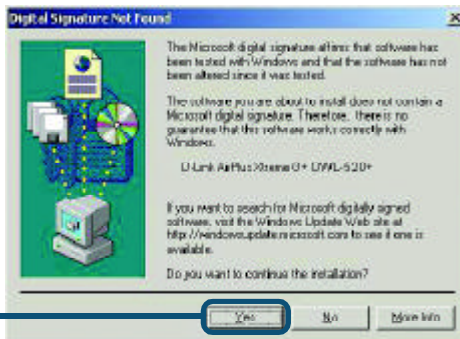 Digital Signature Not Found
The Microsoft digital signature affirms that software has
been tested with Windows and that the software has not
been altered since it was tested.
The software you are about to install does not contain a
Microsoft digital signature. Therefore, there is no
guarantee that this software works correctly with
Windows.
D-Link AirPlus Xtreme G+ DWL-520+
If you want to search for Microsoft digitally signed
software, visit the Windows Update Web site at
http://windowsupdate.microsoft.com to see if one is
available.
Do you want to continue the installation?
Yes No More Info